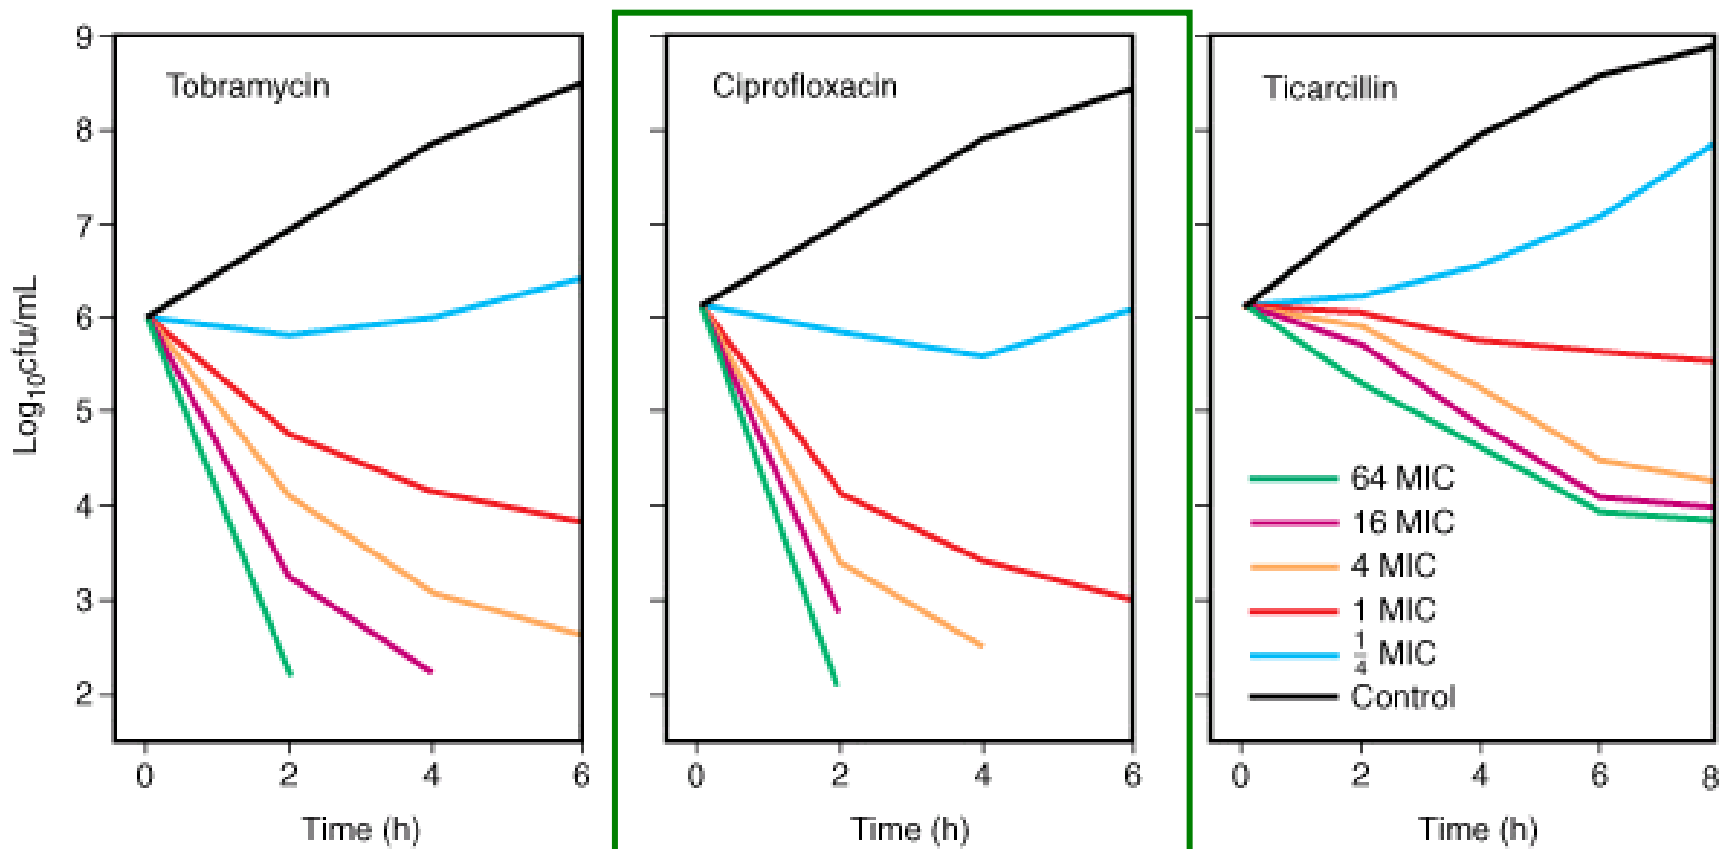 Tobramycin
Ciprofloxacin
Ticarcillin
Log10cfu/mL
9
8
7
6
5
4
3
2
64 MIC
16 MIC
4 MIC
1 MIC
1/4 MIC
Control
0 2 4 6
0 2 4 6
0 2 4 6 8
Time (h)
Time (h)
Time (h)